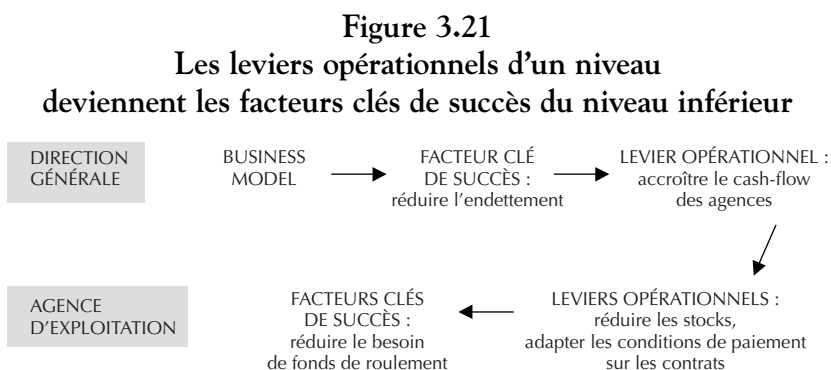 Figure 3.21
Les leviers opérationnels d'un niveau
deviennent les facteurs clés de succès du niveau inférieur
DIRECTION
GÉNÉRALE
BUSINESS
MODEL
FACTEUR CLÉ
DE SUCCÈS :
réduire l'endettement
LEVIER OPÉRATIONNEL :
accroître le cash-flow
des agences
AGENCE
D'EXPLOITATION
FACTEURS CLÉS
DE SUCCÈS :
réduire le besoin
de fonds de roulement
LEVIERS OPÉRATIONNELS :
réduire les stocks,
adapter les conditions de paiement
sur les contrats